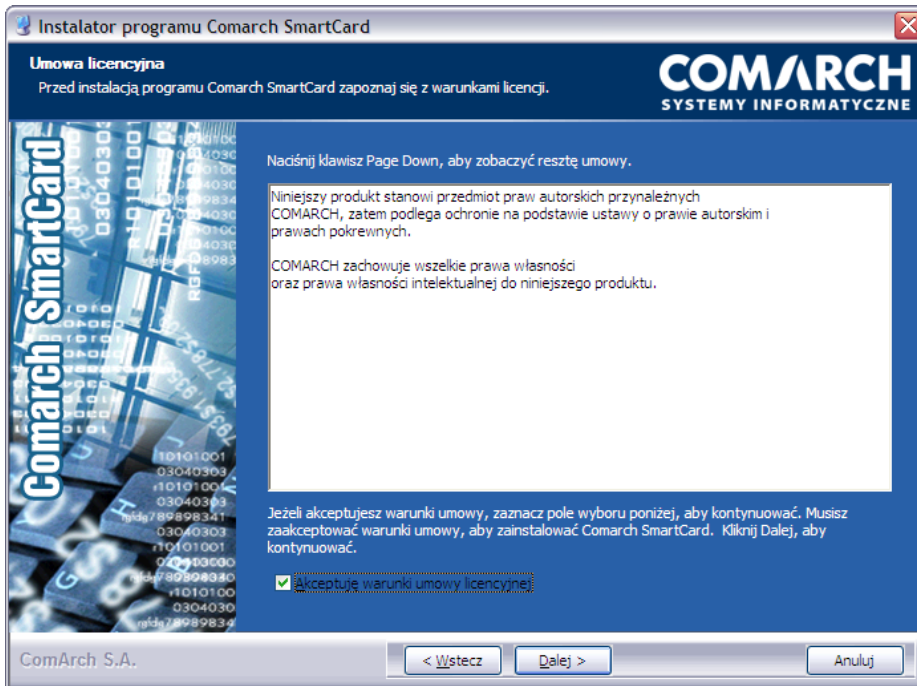 Instalator programu Comarch SmartCard
Umowa licencyjna
Przed instalacją programu Comarch SmartCard zapoznaj się z warunkami licencji.
COMARCH
SYSTEMY INFORMATYCZNE
Comarch SmartCard
Naciśnij klawisz Page Down, aby zobaczyć resztę umowy.
Niniejszy produkt stanowi przedmiot praw autorskich przynależnych
COMARCH, zatem podlega ochronie na podstawie ustawy o prawie autorskim i
prawach pokrewnych.
COMARCH zachowuje wszelkie prawa własności
oraz prawa własności intelektualnej do niniejszego produktu.
10101001
03040303
Jeżeli akceptujesz warunki umowy, zaznacz pole wyboru poniżej, aby kontynuować. Musisz
zaakceptować warunki umowy, aby zainstalować Comarch SmartCard. Kliknij Dalej, aby
kontynuować.
Akceptuję warunki umowy licencyjnej
ComArch S.A.
< Wstecz
Dalej >
Anuluj